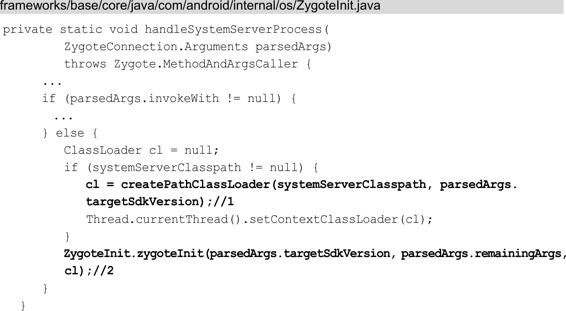 frameworks/base/core/java/com/android/internal/os/ZygoteInit.java
private static void handleSystemServerProcess(
ZygoteConnection.Arguments parsedArgs)
throws Zygote.MethodAndArgsCaller {
...
if (parsedArgs.invokeWith != null) {
...
} else {
ClassLoader cl = null;
if (systemServerClasspath != null) {
cl = createPathClassLoader(systemServerClasspath, parsedArgs.
targetSdkVersion);//1
Thread.currentThread().setContextClassLoader(cl);
}
ZygoteInit.zygoteInit(parsedArgs.targetSdkVersion, parsedArgs.remainingArgs,
cl);//2
}
}